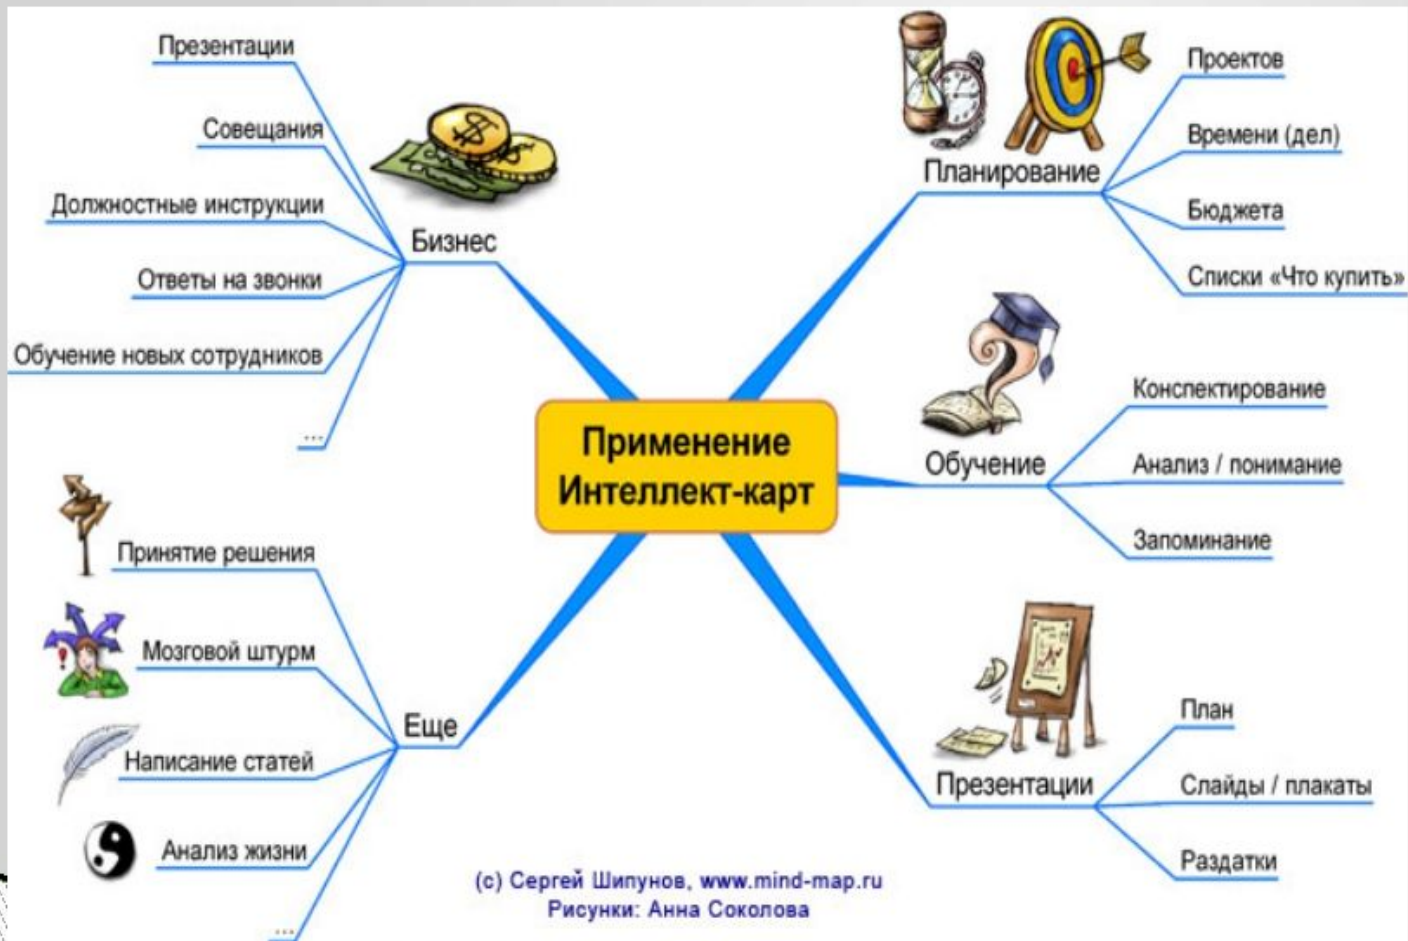 Применение
Интеллект-карт
Планирование
Проектов
Времени (дел)
Бюджета
Списки «Что купить»
Обучение
Конспектирование
Анализ / понимание
Запоминание
Презентации
План
Слайды / плакаты
Раздатки
Бизнес
Презентации
Совещания
Должностные инструкции
Ответы на звонки
Обучение новых сотрудников
...
Еще
Принятие решения
Мозговой штурм
Написание статей
Анализ жизни
...
(c) Сергей Шипунов, www.mind-map.ru
Рисунки: Анна Соколова